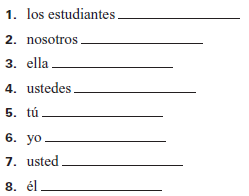 1. los estudiantes
2. nosotros
3. ella
4. ustedes
5. tú
6. yo
7. usted
8. él